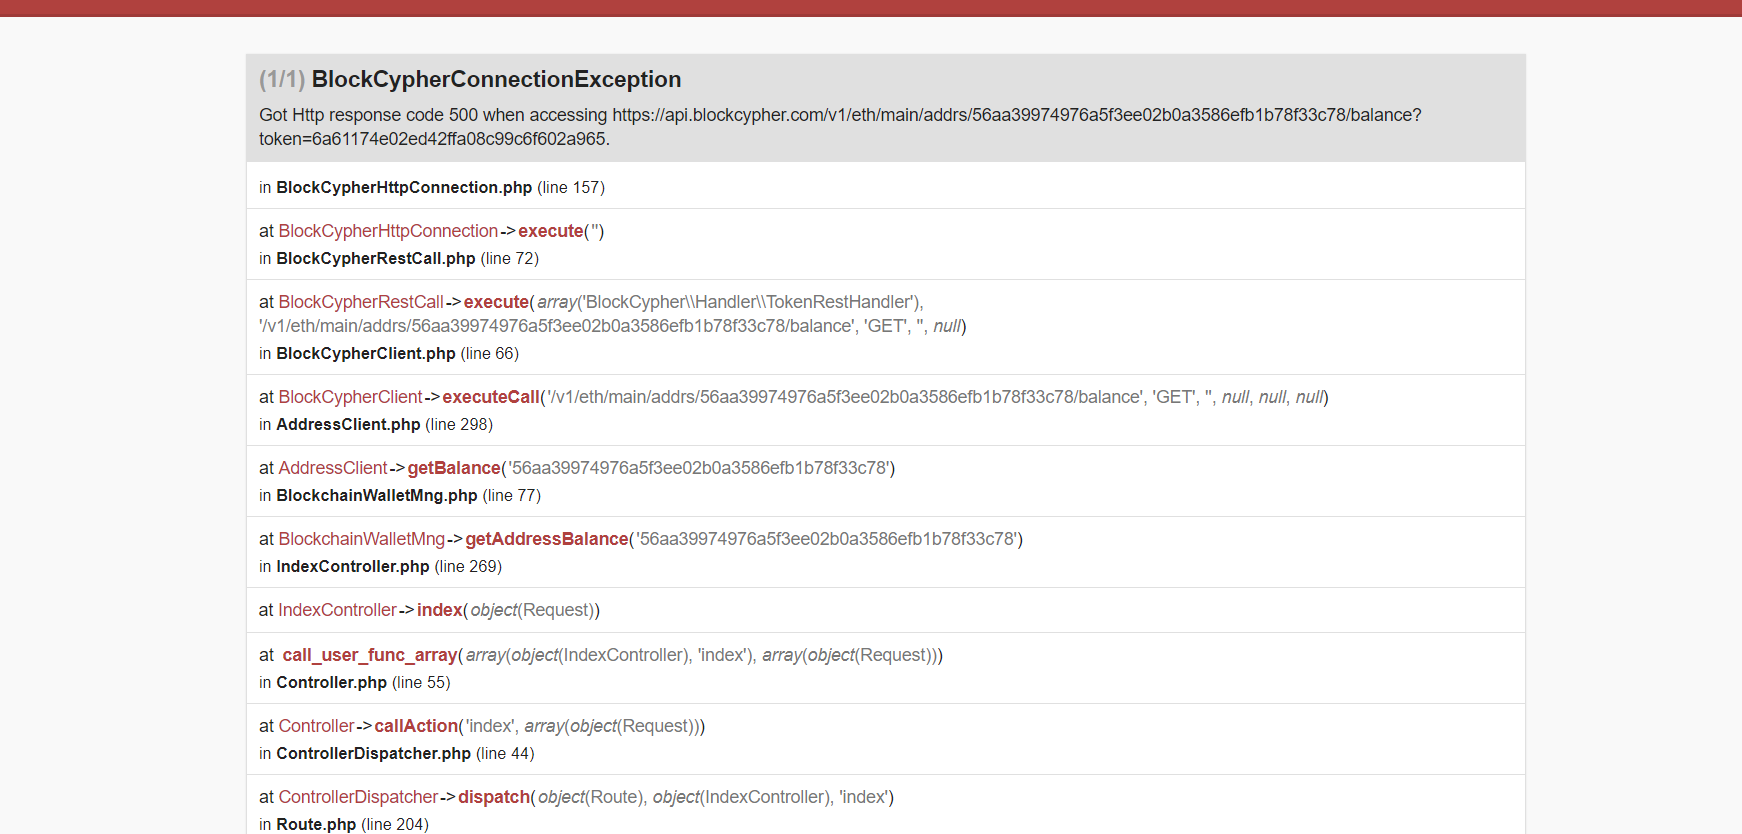 (1/1) BlockCypherConnectionException
Got Http response code 500 when accessing https://api.blockcypher.com/v1/eth/main/addrs/56aa39974976a5f3ee02b0a3586efb1b78f33c78/balance?
token=6a61174e02ed42ffa08c99c6f602a965.
in BlockCypherHttpConnection.php (line 157)
at BlockCypherHttpConnection->execute('')
in BlockCypherRestCall.php (line 72)
at BlockCypherRestCall->execute(array('BlockCypher\\Handler\\TokenRestHandler'),
'/v1/eth/main/addrs/56aa39974976a5f3ee02b0a3586efb1b78f33c78/balance', 'GET', '', null)
in BlockCypherClient.php (line 66)
at BlockCypherClient->executeCall('/v1/eth/main/addrs/56aa39974976a5f3ee02b0a3586efb1b78f33c78/balance', 'GET', '', null, null, null)
in AddressClient.php (line 298)
at AddressClient->getBalance('56aa39974976a5f3ee02b0a3586efb1b78f33c78')
in BlockchainWalletMng.php (line 77)
at BlockchainWalletMng->getAddressBalance('56aa39974976a5f3ee02b0a3586efb1b78f33c78')
in IndexController.php (line 269)
at IndexController->index(object(Request))
at call_user_func_array(array(object(IndexController), 'index'), array(object(Request)))
in Controller.php (line 55)
at Controller->callAction('index', array(object(Request)))
in ControllerDispatcher.php (line 44)
at ControllerDispatcher->dispatch(object(Route), object(IndexController), 'index')
in Route.php (line 204)